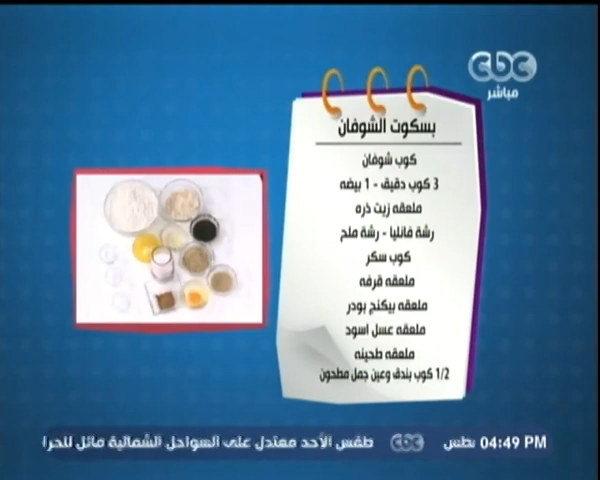 cbc
مباشر
بسكوت الشوفان
كوب شوفان
3 كوب دقيق - 1 بيضه
ملعقه زيت ذره
رشة فانليا - رشة ملح
كوب سكر
ملعقه قرفه
ملعقه بيكنج بودر
ملعقه عسل اسود
ملعقه طحينه
1/2 كوب بندق وعين جمل مطحون
04:49 PM بطس cbc طقس الأحد معتدل على السواحل الشمالية مائل للحرا